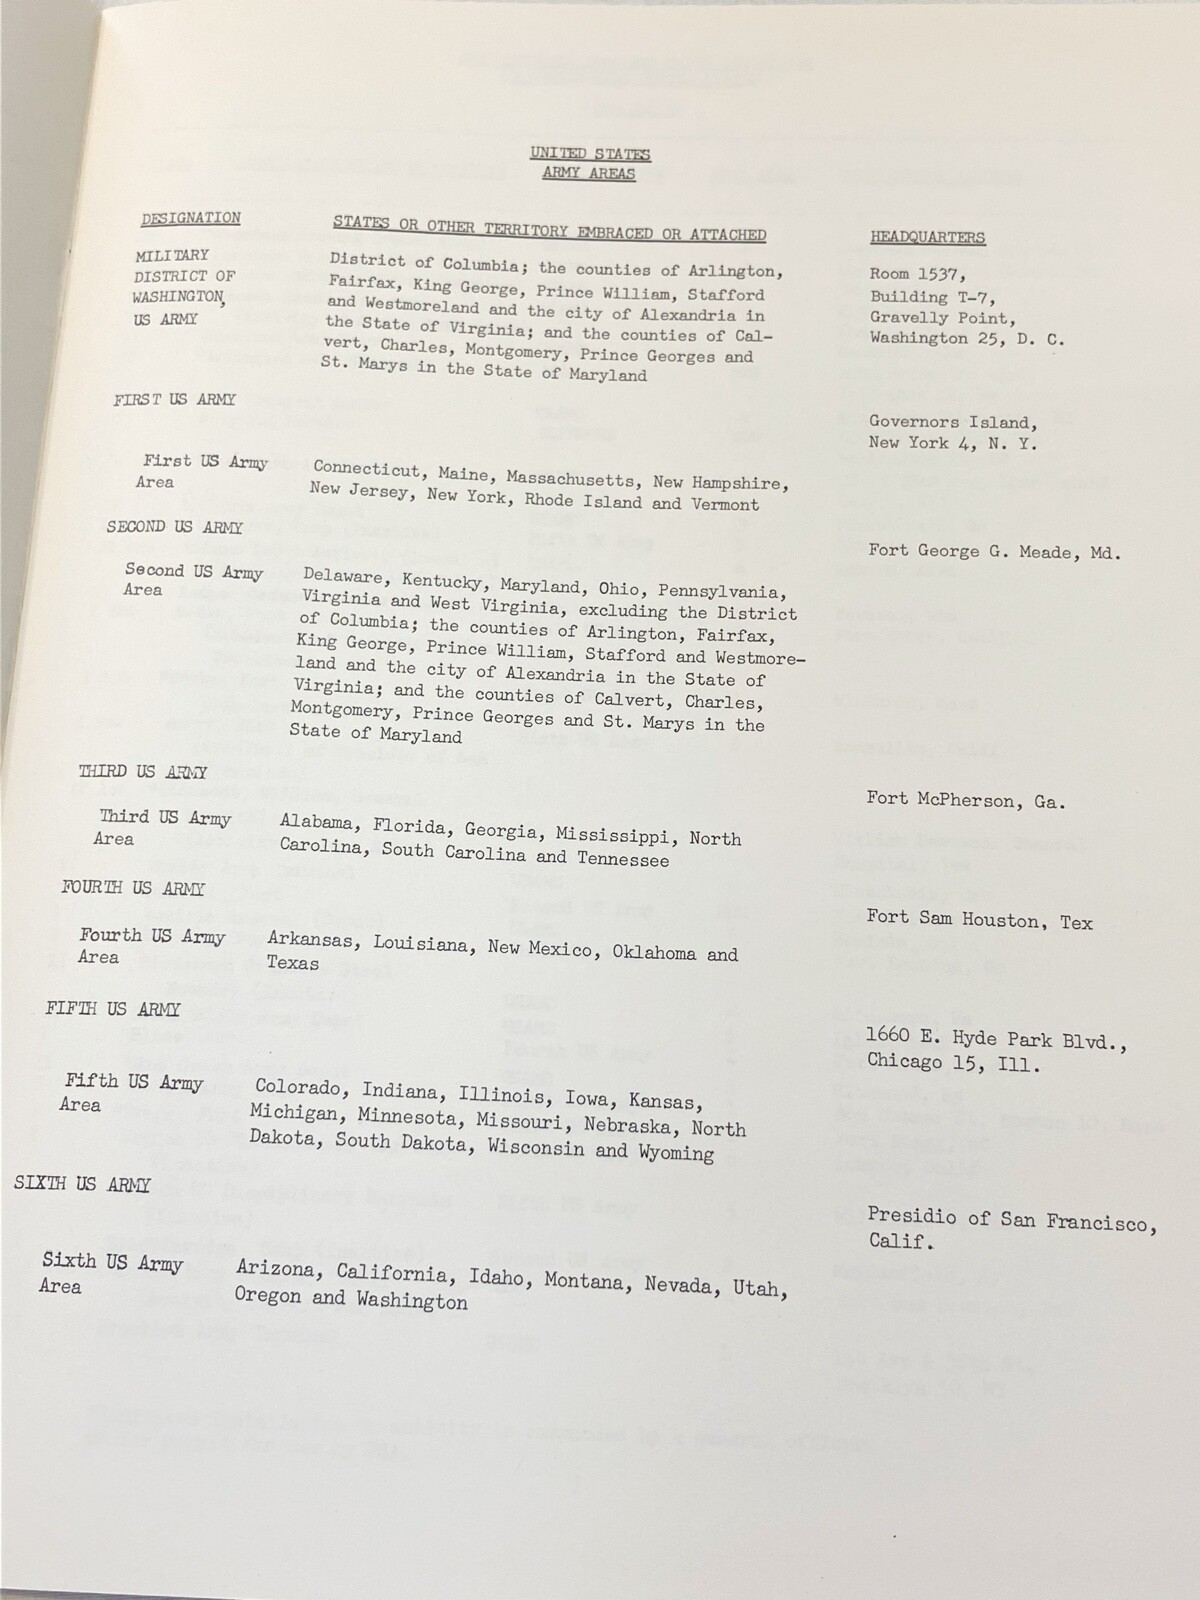 UNITED STATES
ARMY AREAS
DESIGNATION
STATES OR OTHER TERRITORY EMBRACED OR ATTACHED
HEADQUARTERS
MILITARY
DISTRICT OF
WASHINGTON,
US ARMY
District of Columbia; the counties of Arlington,
Fairfax, King George, Prince William, Stafford
and Westmoreland and the city of Alexandria in
the State of Virginia; and the counties of Cal-
vert, Charles, Montgomery, Prince Georges and
St. Marys in the State of Maryland
Room 1537,
Building T-7,
Gravelly Point,
Washington 25, D. C.
FIRST US ARMY
Governors Island,
New York 4, N. Y.
First US Army
Area
Connecticut, Maine, Massachusetts, New Hampshire,
New Jersey, New York, Rhode Island and Vermont
SECOND US ARMY
Fort George G. Meade, Md.
Second US Army
Area
Delaware, Kentucky, Maryland, Ohio, Pennsylvania,
Virginia and West Virginia, excluding the District
of Columbia; the counties of Arlington, Fairfax,
King George, Prince William, Stafford and Westmore-
land and the city of Alexandria in the State of
Virginia; and the counties of Calvert, Charles,
Montgomery, Prince Georges and St. Marys in the
State of Maryland
THIRD US ARMY
Fort McPherson, Ga.
Third US Army
Area
Alabama, Florida, Georgia, Mississippi, North
Carolina, South Carolina and Tennessee
FOURTH US ARMY
Fort Sam Houston, Tex
Fourth US Army
Area
Arkansas, Louisiana, New Mexico, Oklahoma and
Texas
FIFTH US ARMY
1660 E. Hyde Park Blvd.,
Chicago 15, Ill.
Fifth US Army
Area
Colorado, Indiana, Illinois, Iowa, Kansas,
Michigan, Minnesota, Missouri, Nebraska, North
Dakota, South Dakota, Wisconsin and Wyoming
SIXTH US ARMY
Presidio of San Francisco,
Calif.
Sixth US Army
Area
Arizona, California, Idaho, Montana, Nevada, Utah,
Oregon and Washington